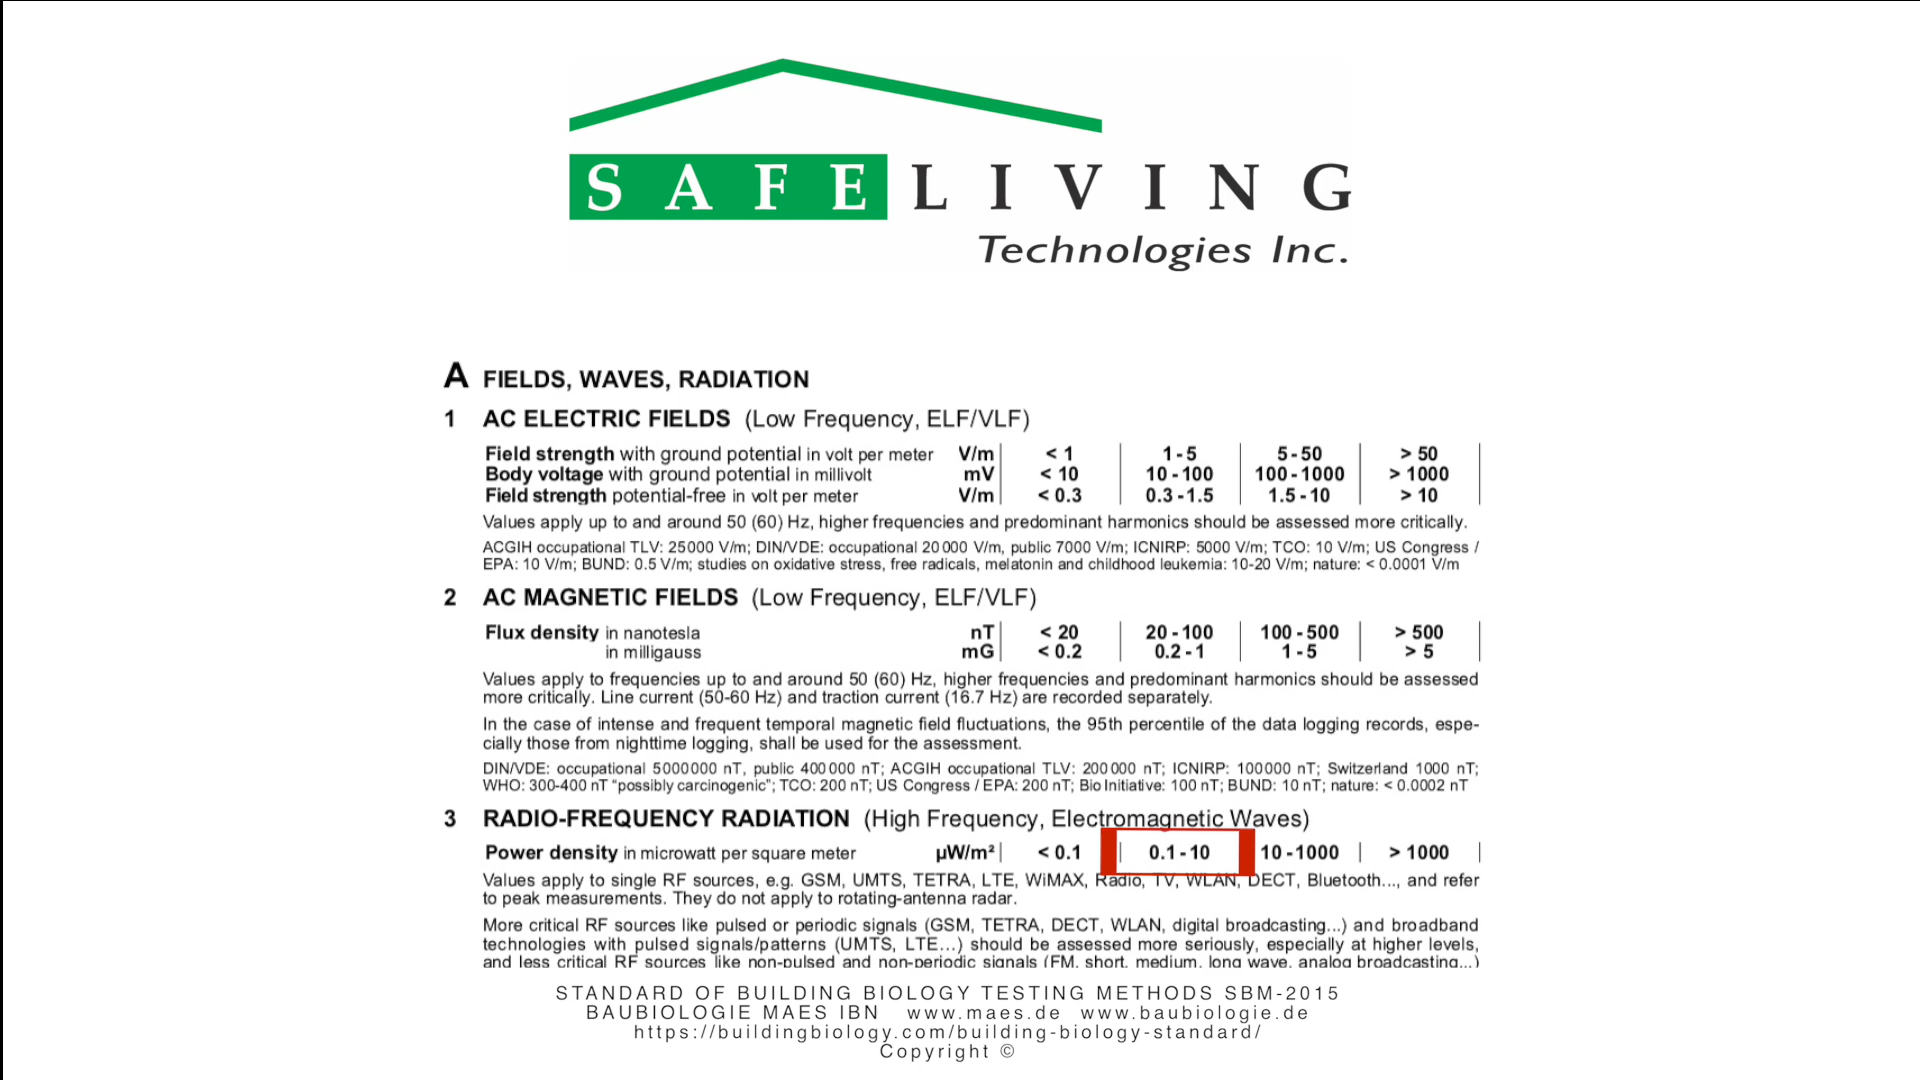 SAFELIVING
Technologies Inc.
A FIELDS, WAVES, RADIATION
1 AC ELECTRIC FIELDS (Low Frequency, ELF/VLF)
Field strength with ground potential in volt per meter V/m < 1 1-5 5-50 > 50
Body voltage with ground potential in millivolt mV < 10 10-100 100-1000 > 1000
Field strength potential-free in volt per meter V/m < 0.3 0.3-1.5 1.5-10 > 10
Values apply up to and around 50 (60) Hz, higher frequencies and predominant harmonics should be assessed more critically.
ACGIH occupational TLV: 25000 V/m; DIN/VDE: occupational 20000 V/m, public 7000 V/m; ICNIRP: 5000 V/m; TCO: 10 V/m; US Congress /
EPA: 10 V/m; BUND: 0.5 V/m; studies on oxidative stress, free radicals, melatonin and childhood leukemia: 10-20 V/m; nature: < 0.0001 V/m
2 AC MAGNETIC FIELDS (Low Frequency, ELF/VLF)
Flux density in nanotesla nT < 20 20-100 100-500 > 500
in milligauss mG < 0.2 0.2-1 1-5 > 5
Values apply to frequencies up to and around 50 (60) Hz, higher frequencies and predominant harmonics should be assessed
more critically. Line current (50-60 Hz) and traction current (16.7 Hz) are recorded separately.
In the case of intense and frequent temporal magnetic field fluctuations, the 95th percentile of the data logging records, espe-
cially those from nighttime logging, shall be used for the assessment.
DIN/VDE: occupational 5000000 nT, public 400000 nT; ACGIH occupational TLV: 200000 nT; ICNIRP: 100000 nT; Switzerland 1000 nT;
WHO: 300-400 nT "possibly carcinogenic"; TCO: 200 nT; US Congress / EPA: 200 nT; BioInitiative: 100 nT; BUND: 10 nT; nature: < 0.0002 nT
3 RADIO-FREQUENCY RADIATION (High Frequency, Electromagnetic Waves)
Power density in microwatt per square meter µW/m² < 0.1 0.1-10 10-1000 > 1000
Values apply to single RF sources, e.g. GSM, UMTS, TETRA, LTE, WiMAX, Radio, TV, WLAN, DECT, Bluetooth..., and refer
to peak measurements. They do not apply to rotating-antenna radar.
More critical RF sources like pulsed or periodic signals (GSM, TETRA, DECT, WLAN, digital broadcasting...) and broadband
technologies with pulsed signals/patterns (UMTS, LTE...) should be assessed more seriously, especially at higher levels,
and less critical RF sources like non-pulsed and non-periodic signals (FM, short, medium, long wave, analog broadcasting...)
STANDARD OF BUILDING BIOLOGY TESTING METHODS SBM-2015
BAUBIOLOGIE MAES IBN www.maes.de www.baubiologie.de
https://buildingbiology.com/building-biology-standard/
Copyright ©